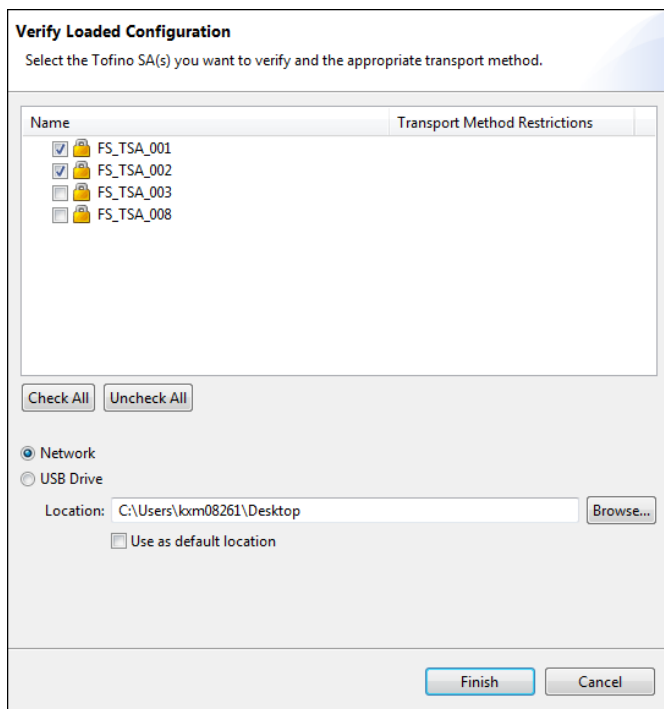 Verify Loaded Configuration
Select the Tofino SA(s) you want to verify and the appropriate transport method.
Name Transport Method Restrictions
FS_TSA_001
FS_TSA_002
FS_TSA_003
FS_TSA_008
Check All Uncheck All
Network
USB Drive
Location: C:\Users\kxm08261\Desktop Browse...
Use as default location
Finish Cancel